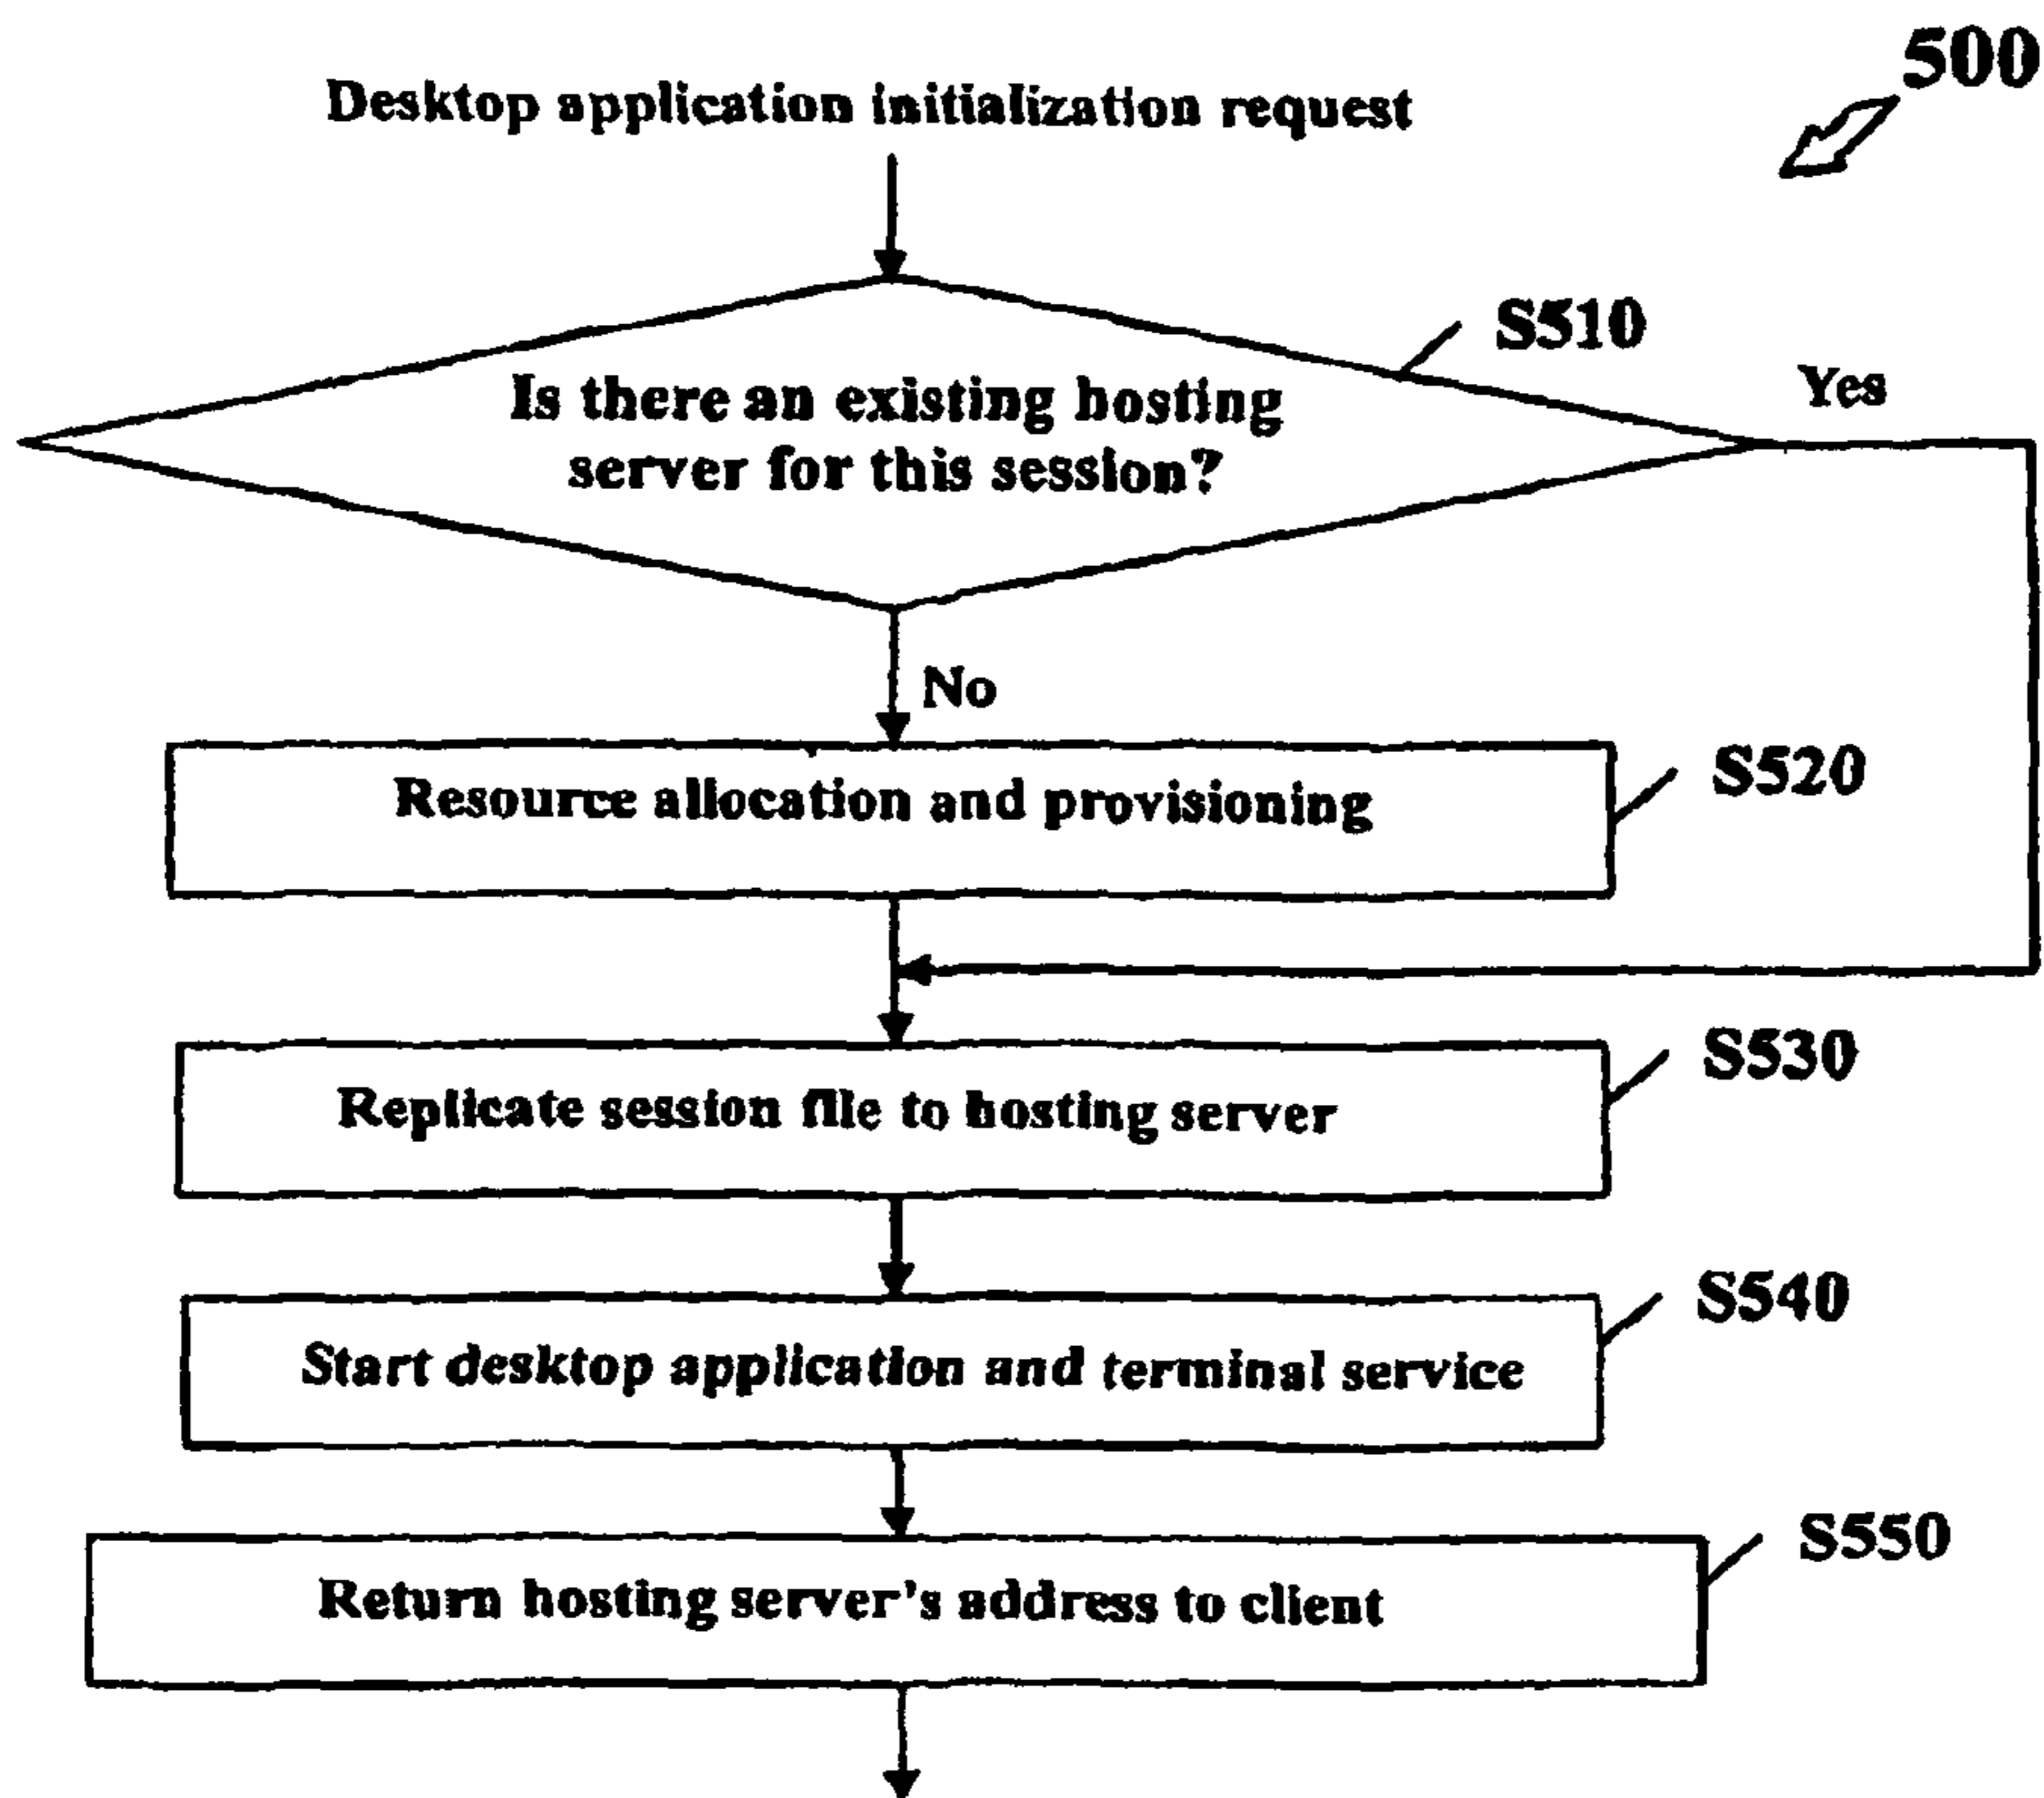 500
Desktop application initialization request
S510
Yes
Is there an existing hosting
server for this session?
No
Resource allocation and provisioning
S520
S530
Replicate session file to hosting server
S540
Start desktop application and terminal service
S550
Return hosting server's address to client